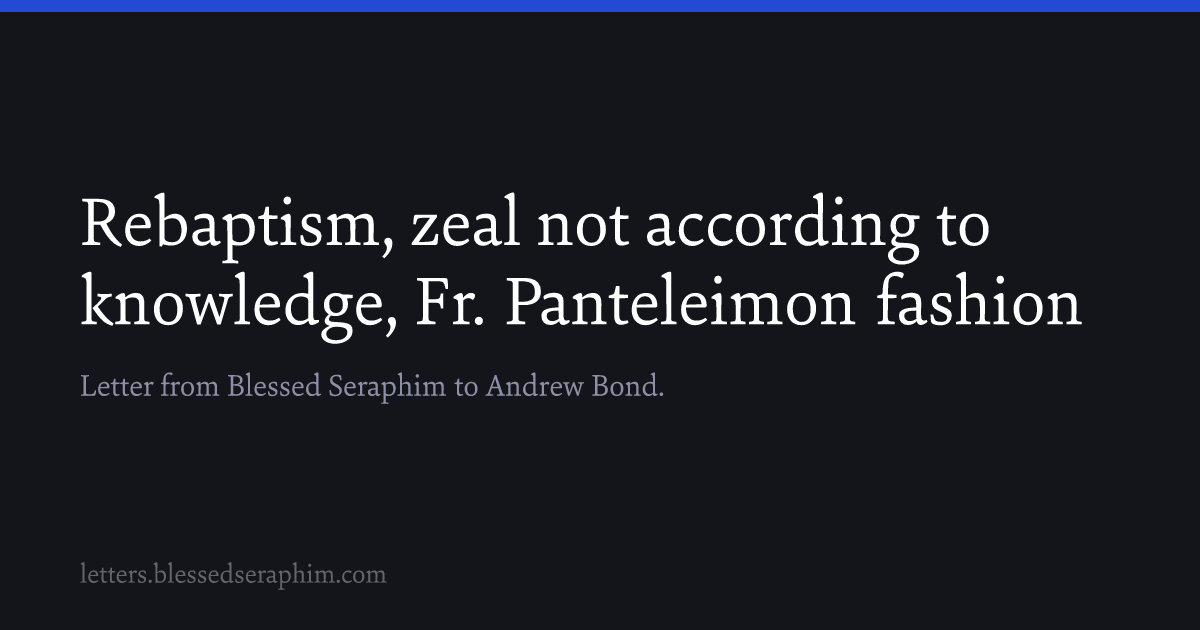 Rebaptism, zeal not according to
knowledge, Fr. Panteleimon fashion
Letter from Blessed Seraphim to Andrew Bond.
letters.blessedseraphim.com